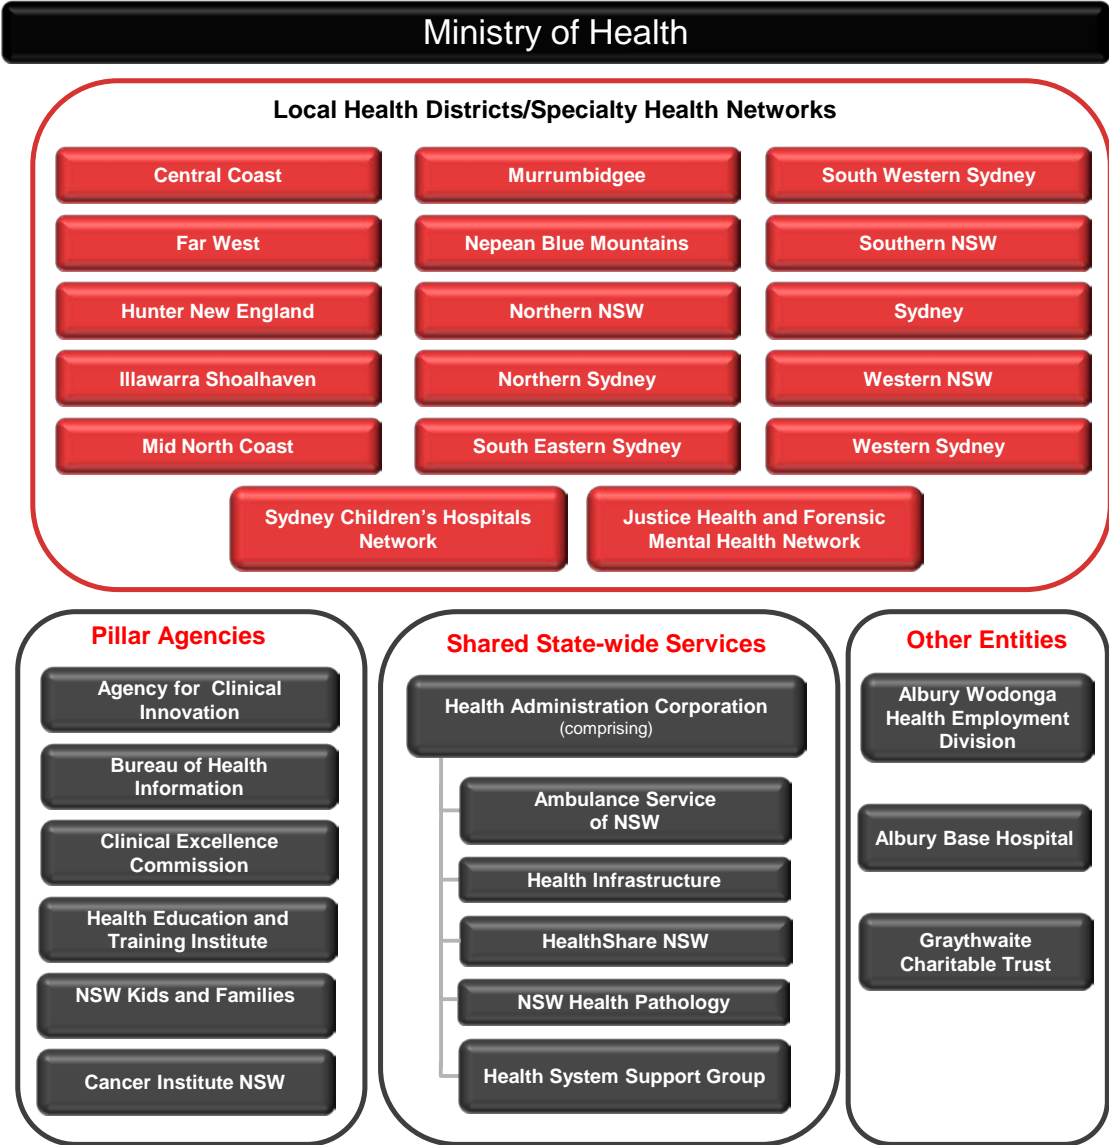 Ministry of Health
Local Health Districts/Specialty Health Networks
Central Coast
Murrumbidgee
South Western Sydney
Far West
Nepean Blue Mountains
Southern NSW
Hunter New England
Northern NSW
Sydney
Illawarra Shoalhaven
Northern Sydney
Western NSW
Mid North Coast
South Eastern Sydney
Western Sydney
Sydney Children’s Hospitals
Network
Justice Health and Forensic
Mental Health Network
Pillar Agencies
Agency for Clinical
Innovation
Bureau of Health
Information
Clinical Excellence
Commission
Health Education and
Training Institute
NSW Kids and Families
Cancer Institute NSW
Shared State-wide Services
Health Administration Corporation
(comprising)
Ambulance Service
of NSW
Health Infrastructure
HealthShare NSW
NSW Health Pathology
Health System Support Group
Other Entities
Albury Wodonga
Health Employment
Division
Albury Base Hospital
Graythwaite
Charitable Trust